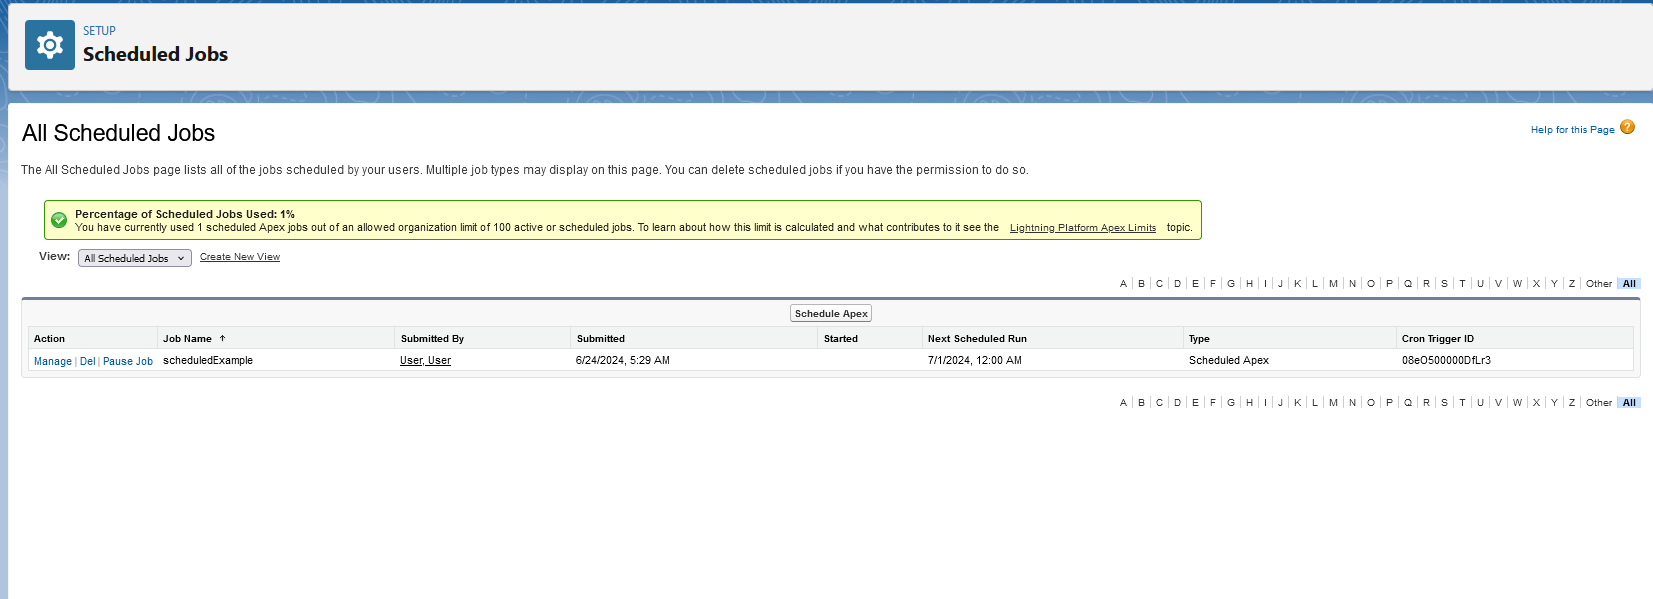 SETUP
Scheduled Jobs
All Scheduled Jobs
Help for this Page ?
The All Scheduled Jobs page lists all of the jobs scheduled by your users. Multiple job types may display on this page. You can delete scheduled jobs if you have the permission to do so.
Percentage of Scheduled Jobs Used: 1%
You have currently used 1 scheduled Apex jobs out of an allowed organization limit of 100 active or scheduled jobs. To learn about how this limit is calculated and what contributes to it see the Lightning Platform Apex Limits topic.
View: All Scheduled Jobs Create New View
A | B | C | D | E | F | G | H | I | J | K | L | M | N | O | P | Q | R | S | T | U | V | W | X | Y | Z | Other All
Schedule Apex
Action Job Name ↑ Submitted By Submitted Started Next Scheduled Run Type Cron Trigger ID
Manage | Del | Pause Job scheduledExample User, User 6/24/2024, 5:29 AM 7/1/2024, 12:00 AM Scheduled Apex 08eO500000DfLr3
A | B | C | D | E | F | G | H | I | J | K | L | M | N | O | P | Q | R | S | T | U | V | W | X | Y | Z | Other All